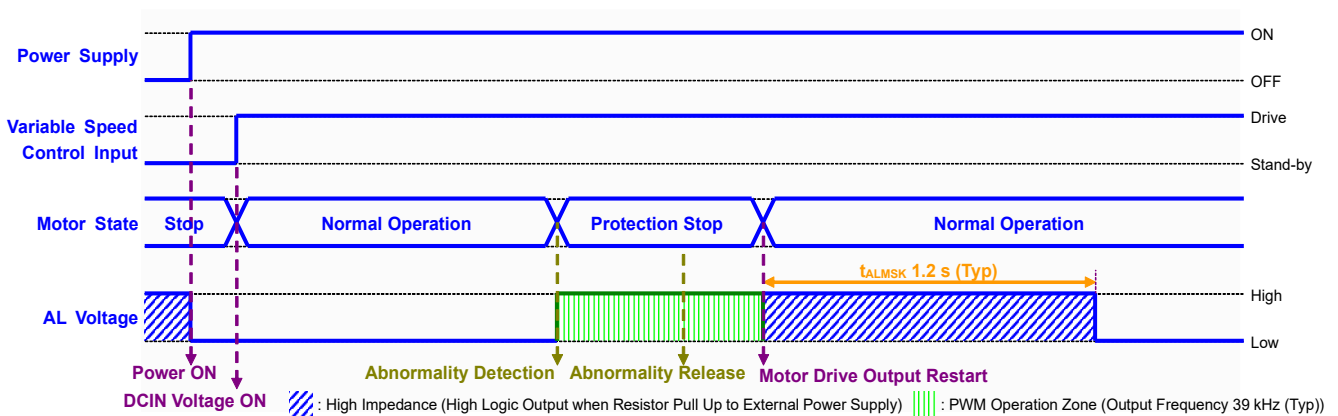 Power Supply
ON
OFF
Variable Speed
Control Input
Drive
Stand-by
Motor State
Stop
Normal Operation
Protection Stop
Normal Operation
tALMSK 1.2 s (Typ)
AL Voltage
High
Low
Power ON
Abnormality Detection
Abnormality Release
Motor Drive Output Restart
DCIN Voltage ON
: High Impedance (High Logic Output when Resistor Pull Up to External Power Supply)
: PWM Operation Zone (Output Frequency 39 kHz (Typ))